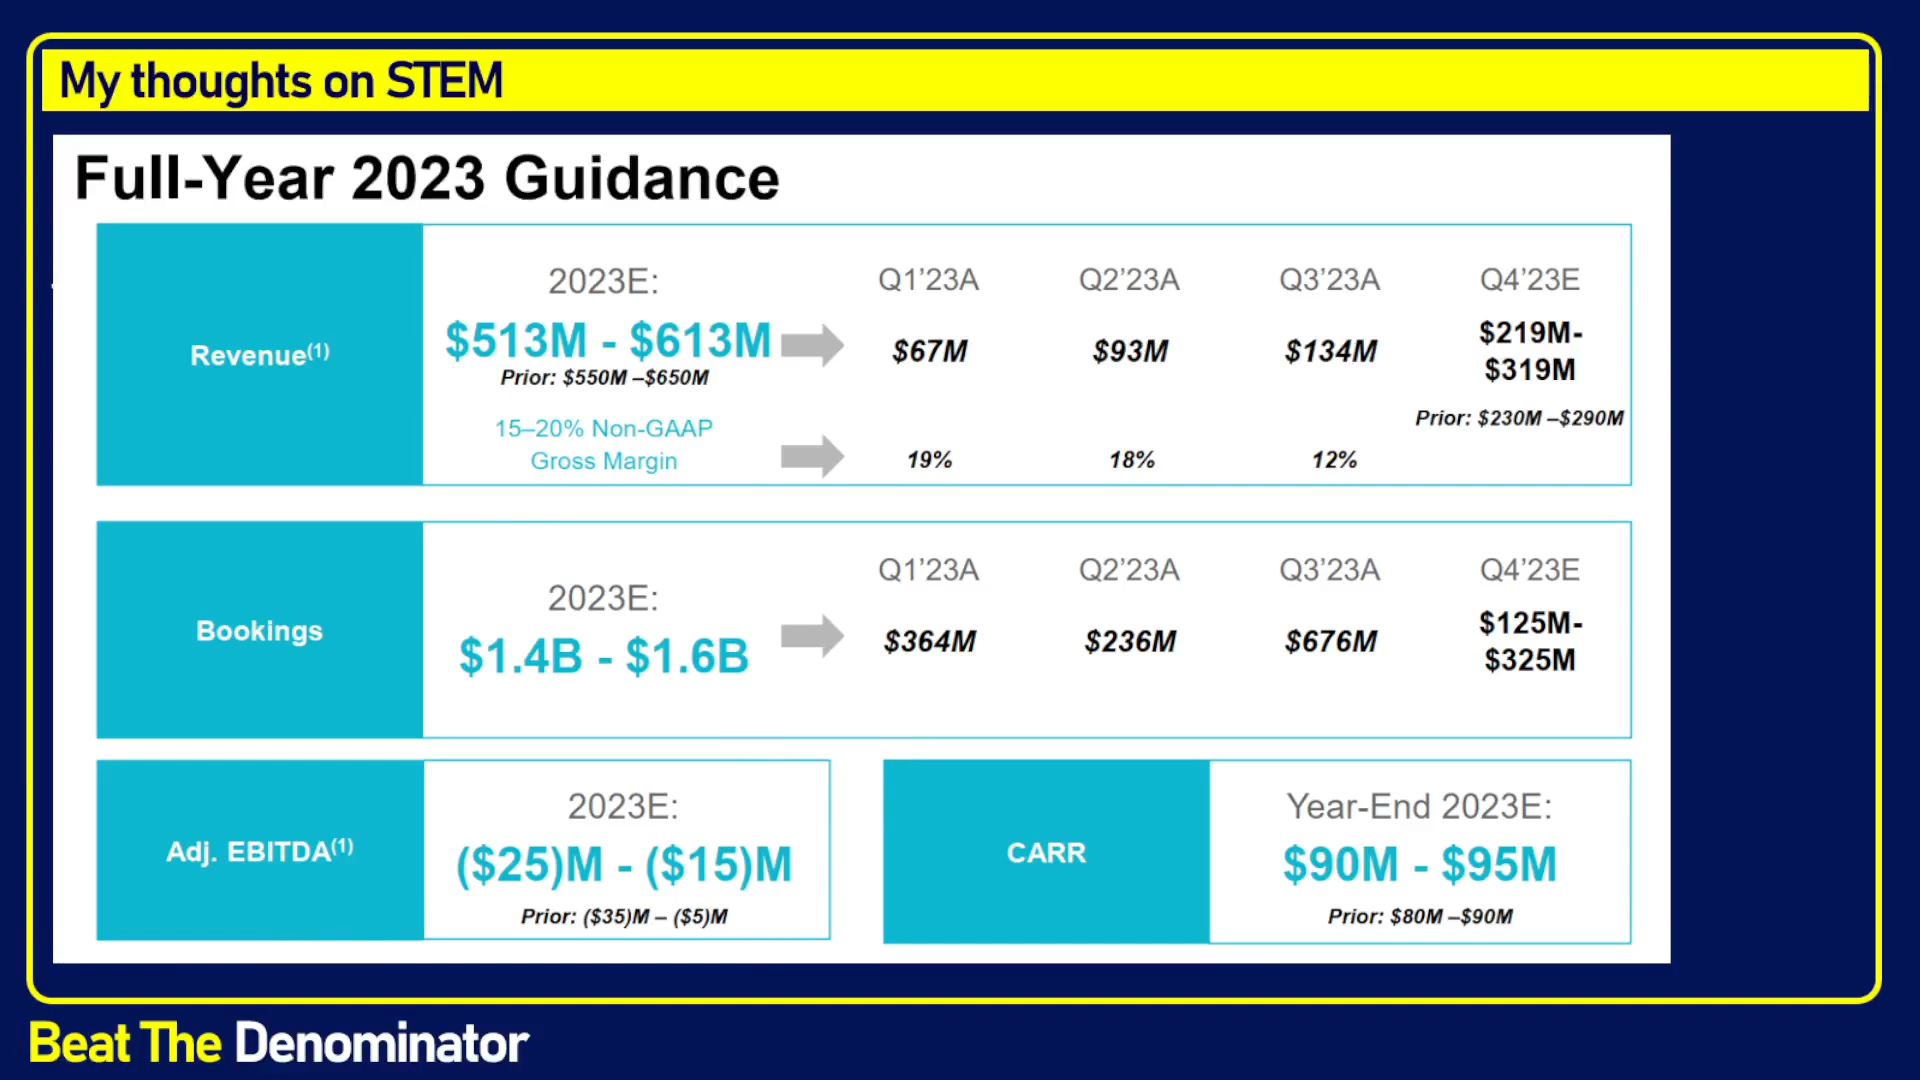 My thoughts on STEM
Full-Year 2023 Guidance
Revenue(1)
2023E:
$513M - $613M
Prior: $550M –$650M
15–20% Non-GAAP
Gross Margin
Q1’23A
Q2’23A
Q3’23A
Q4’23E
$67M
$93M
$134M
$219M-
$319M
Prior: $230M –$290M
19%
18%
12%
Bookings
2023E:
$1.4B - $1.6B
Q1’23A
Q2’23A
Q3’23A
Q4’23E
$364M
$236M
$676M
$125M-
$325M
Adj. EBITDA(1)
2023E:
($25)M - ($15)M
Prior: ($35)M – ($5)M
CARR
Year-End 2023E:
$90M - $95M
Prior: $80M –$90M
Beat The Denominator